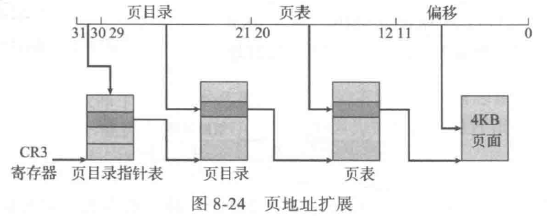 页目录 页表 偏移
31 30 29 21 20 12 11 0
4KB
页面
CR3
寄存器 页目录指针表 页目录 页表
图 8-24 页地址扩展